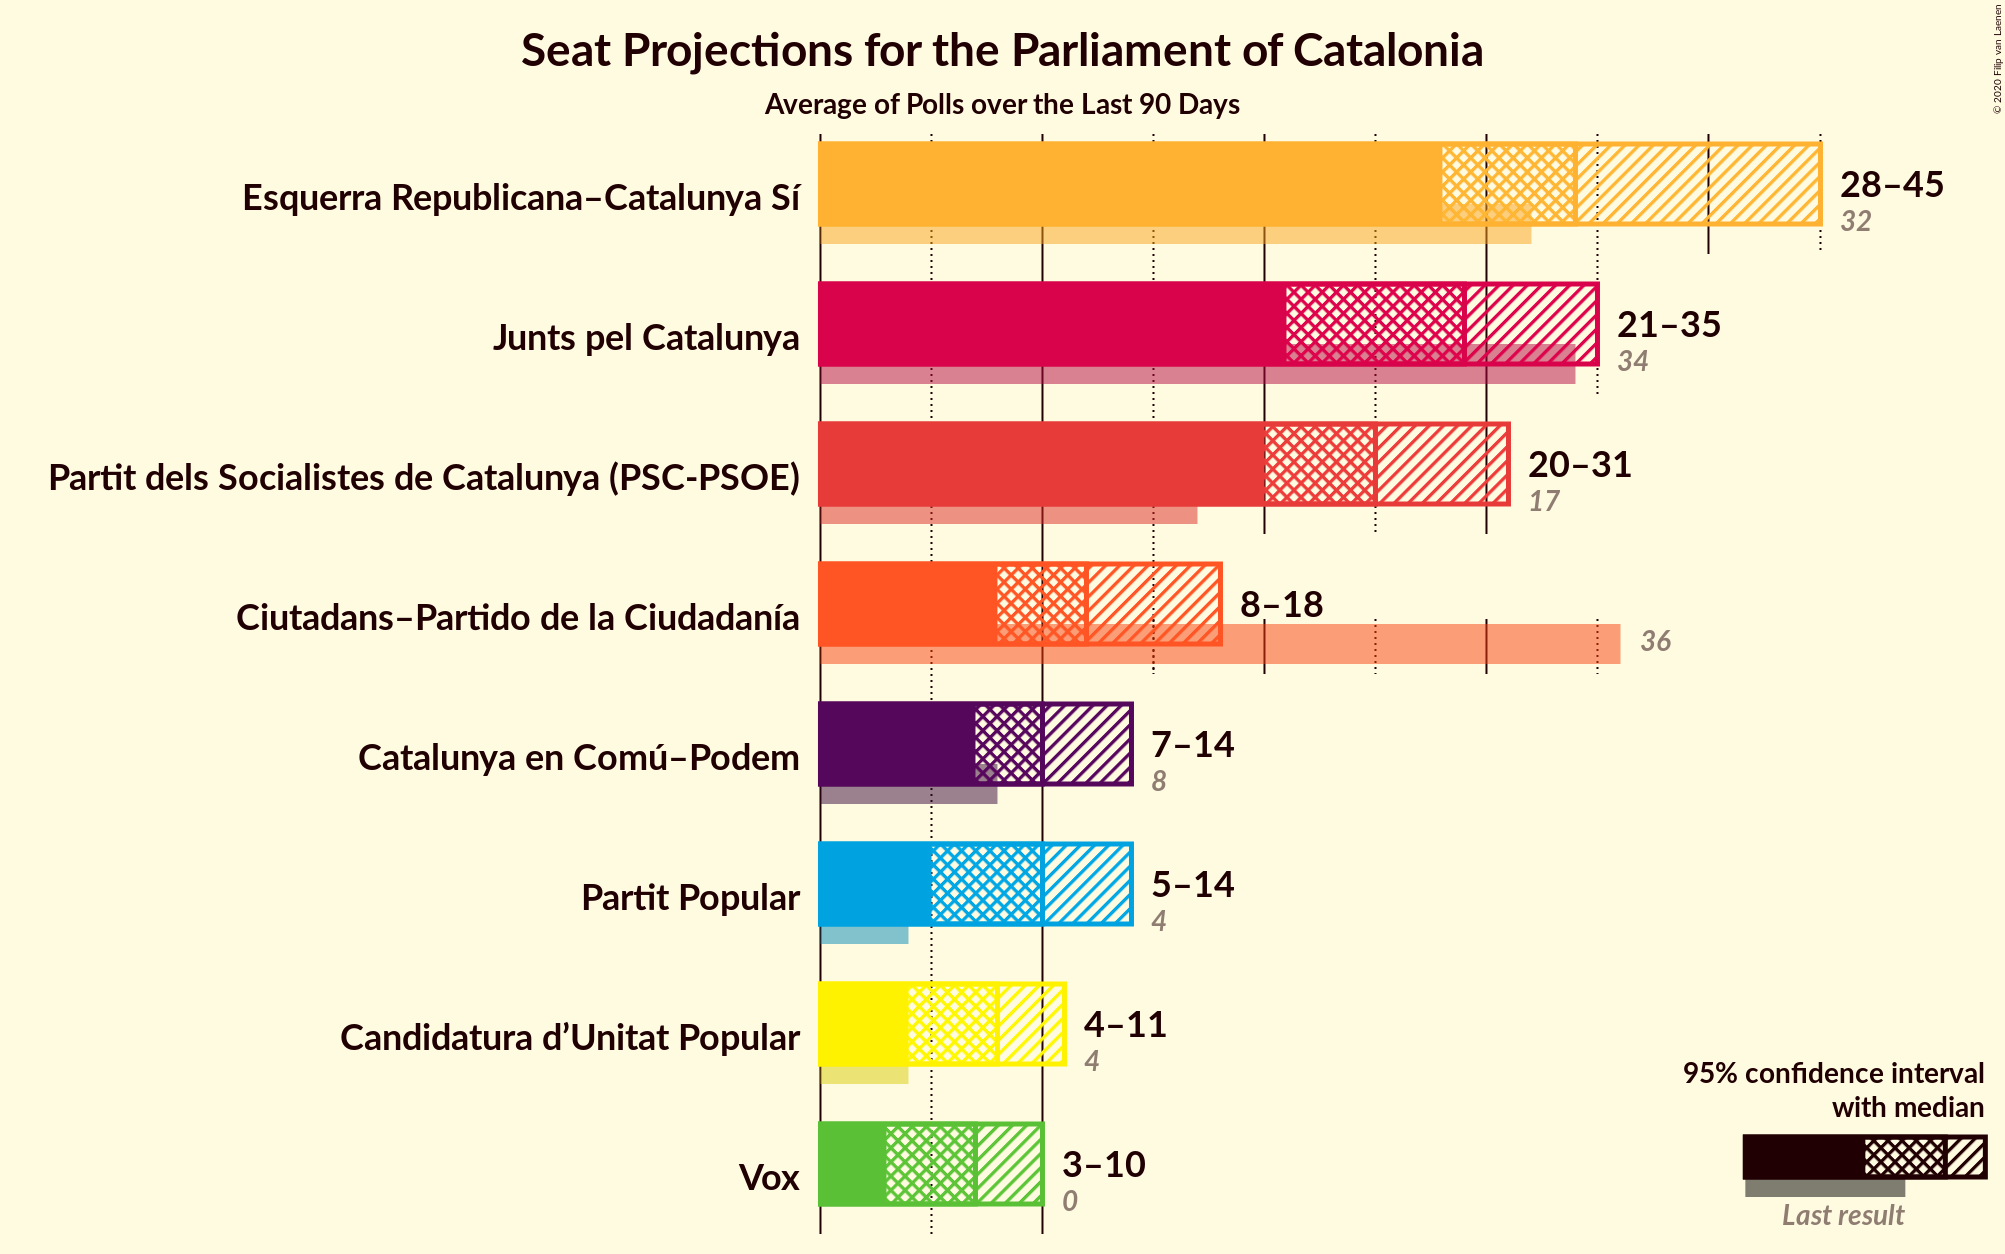 Seat Projections for the Parliament of Catalonia
Average of Polls over the Last 90 Days
© 2020 Filip van Laenen
Esquerra Republicana–Catalunya Sí
28–45
32
Junts pel Catalunya
21–35
34
Partit dels Socialistes de Catalunya (PSC-PSOE)
20–31
17
Ciutadans–Partido de la Ciudadanía
8–18
36
Catalunya en Comú–Podem
7–14
8
Partit Popular
5–14
4
Candidatura d’Unitat Popular
4–11
4
Vox
3–10
0
95% confidence interval
with median
Last result